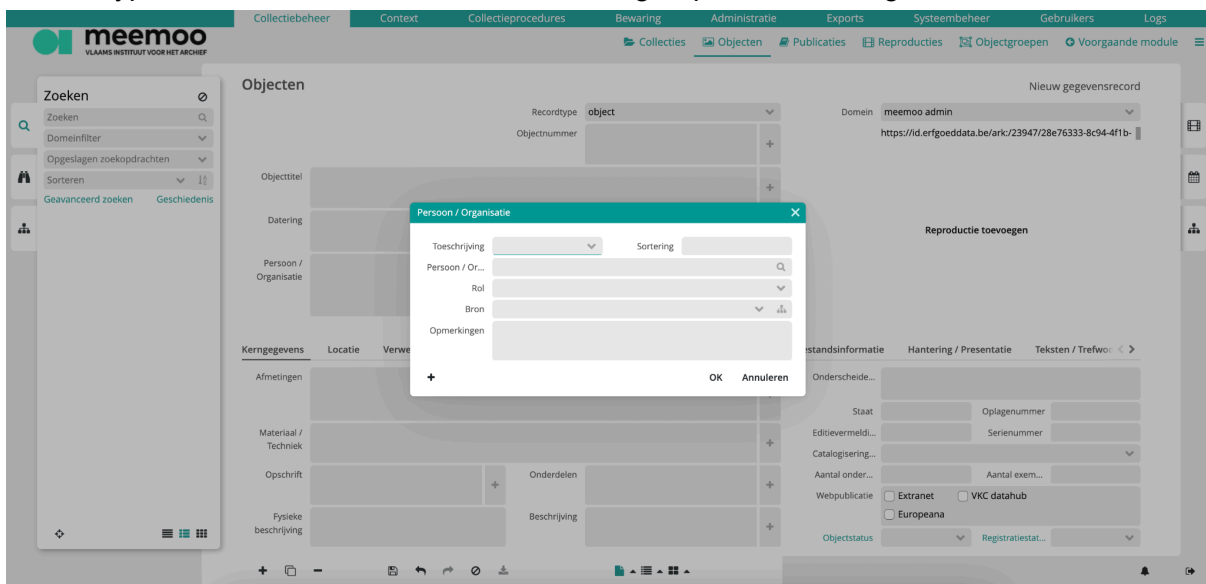 Collectiebeheer Context Collectieprocedures Bewaring Administratie Exports Systeembeheer Gebruikers Logs
meemoo
VLAAMS INSTITUUT VOOR HET ARCHIEF
Collecties Objecten Publicaties Reproducties Objectgroepen Voorgaande module
Objecten
Nieuw gegevensrecord
Zoeken
Zoeken
Domeinfilter
Opgeslagen zoekopdrachten
Sorteren
Geavanceerd zoeken Geschiedenis
Recordtype object Domein meemoo admin
Objectnummer https://id.erfgoeddata.be/ark:/23947/28e76333-8c94-4f1b-
Objecttitel
Datering
Persoon /
Organisatie
Reproductie toevoegen
Persoon / Organisatie
Toeschrijving Sortering
Persoon / Or...
Rol
Bron
Opmerkingen
OK Annuleren
Kerngegevens Locatie Verwe estandsinformatie Hantering / Presentatie Teksten / Trefwoo
Afmetingen Onderscheide...
Staat Oplagenummer
Materiaal /
Techniek
Editievermeldi... Serienummer
Catalogisering...
Opschrift Onderdelen Aantal onder... Aantal exem...
Webpublicatie Extranet VKC datahub
Europeana
Fysieke
beschrijving
Beschrijving
Objectstatus Registratiestat...